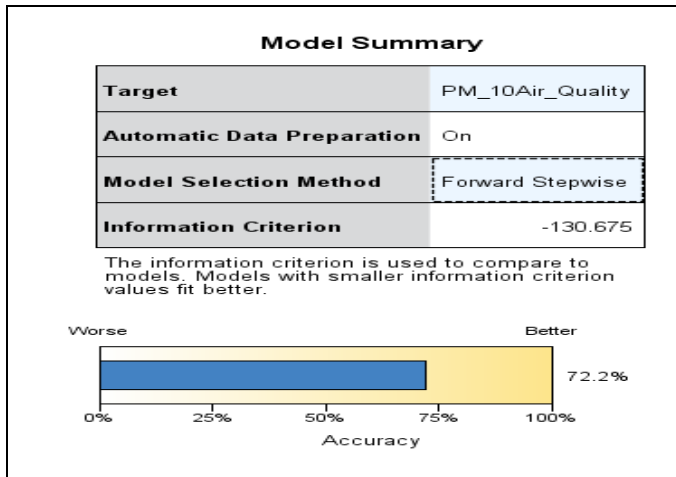 Model Summary
Target PM_10Air_Quality
Automatic Data Preparation On
Model Selection Method Forward Stepwise
Information Criterion -130.675
The information criterion is used to compare to
models. Models with smaller information criterion
values fit better.
Worse Better
72.2%
0% 25% 50% 75% 100%
Accuracy